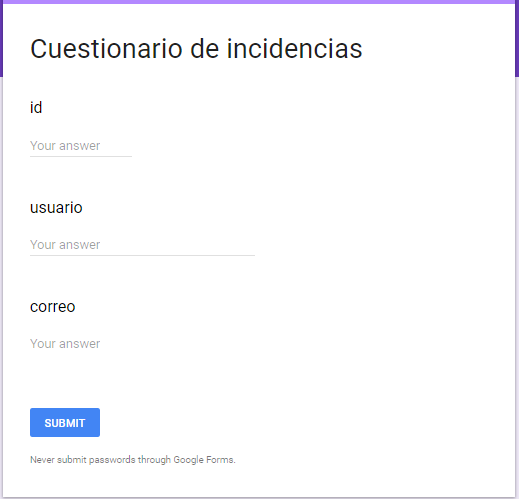 Cuestionario de incidencias
id
Your answer
usuario
Your answer
correo
Your answer
SUBMIT
Never submit passwords through Google Forms.